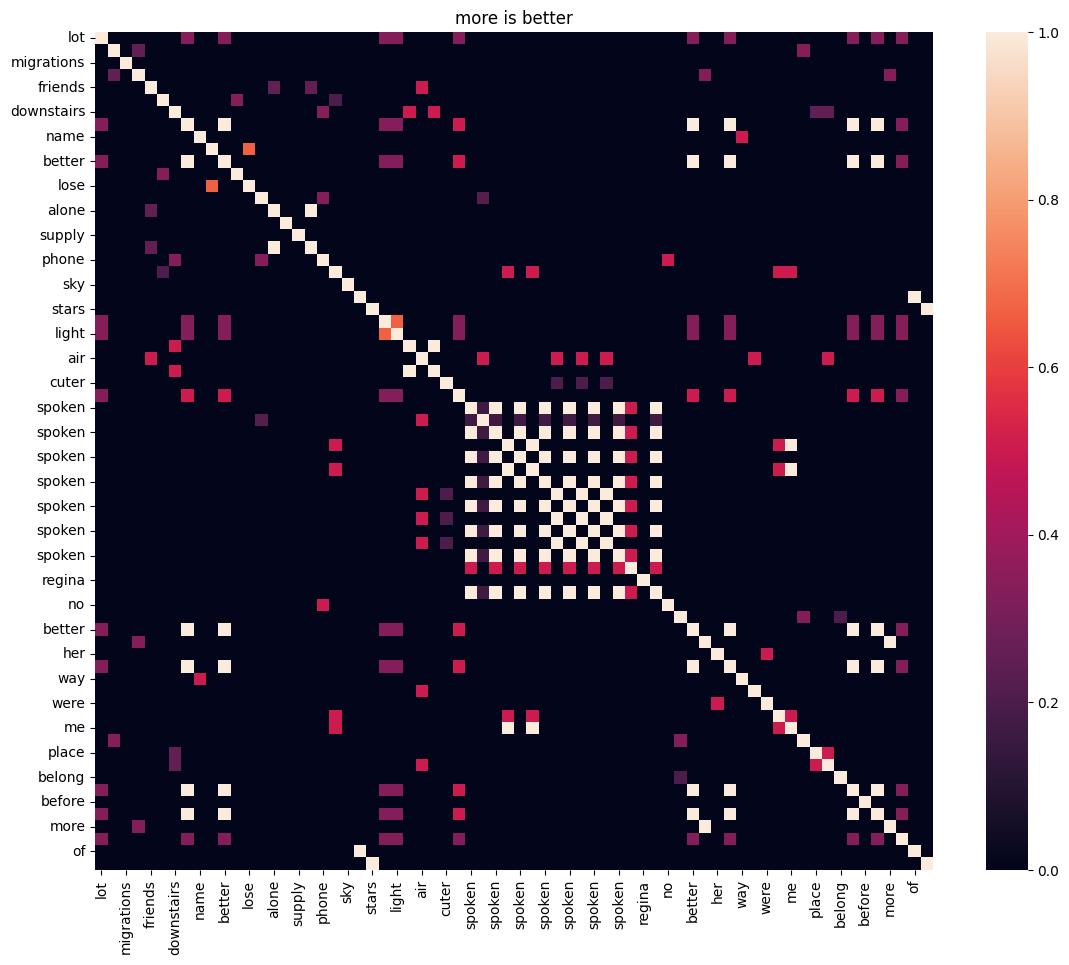 more is better
lot
migrations
friends
downstairs
name
better
lose
alone
supply
phone
sky
stars
light
air
cuter
spoken
spoken
spoken
spoken
spoken
spoken
spoken
regina
no
better
her
way
were
me
place
belong
before
more
of
lot
migrations
friends
downstairs
name
better
lose
alone
supply
phone
sky
stars
light
air
cuter
spoken
spoken
spoken
spoken
spoken
spoken
spoken
regina
no
better
her
way
were
me
place
belong
before
more
of
1.0
0.8
0.6
0.4
0.2
0.0